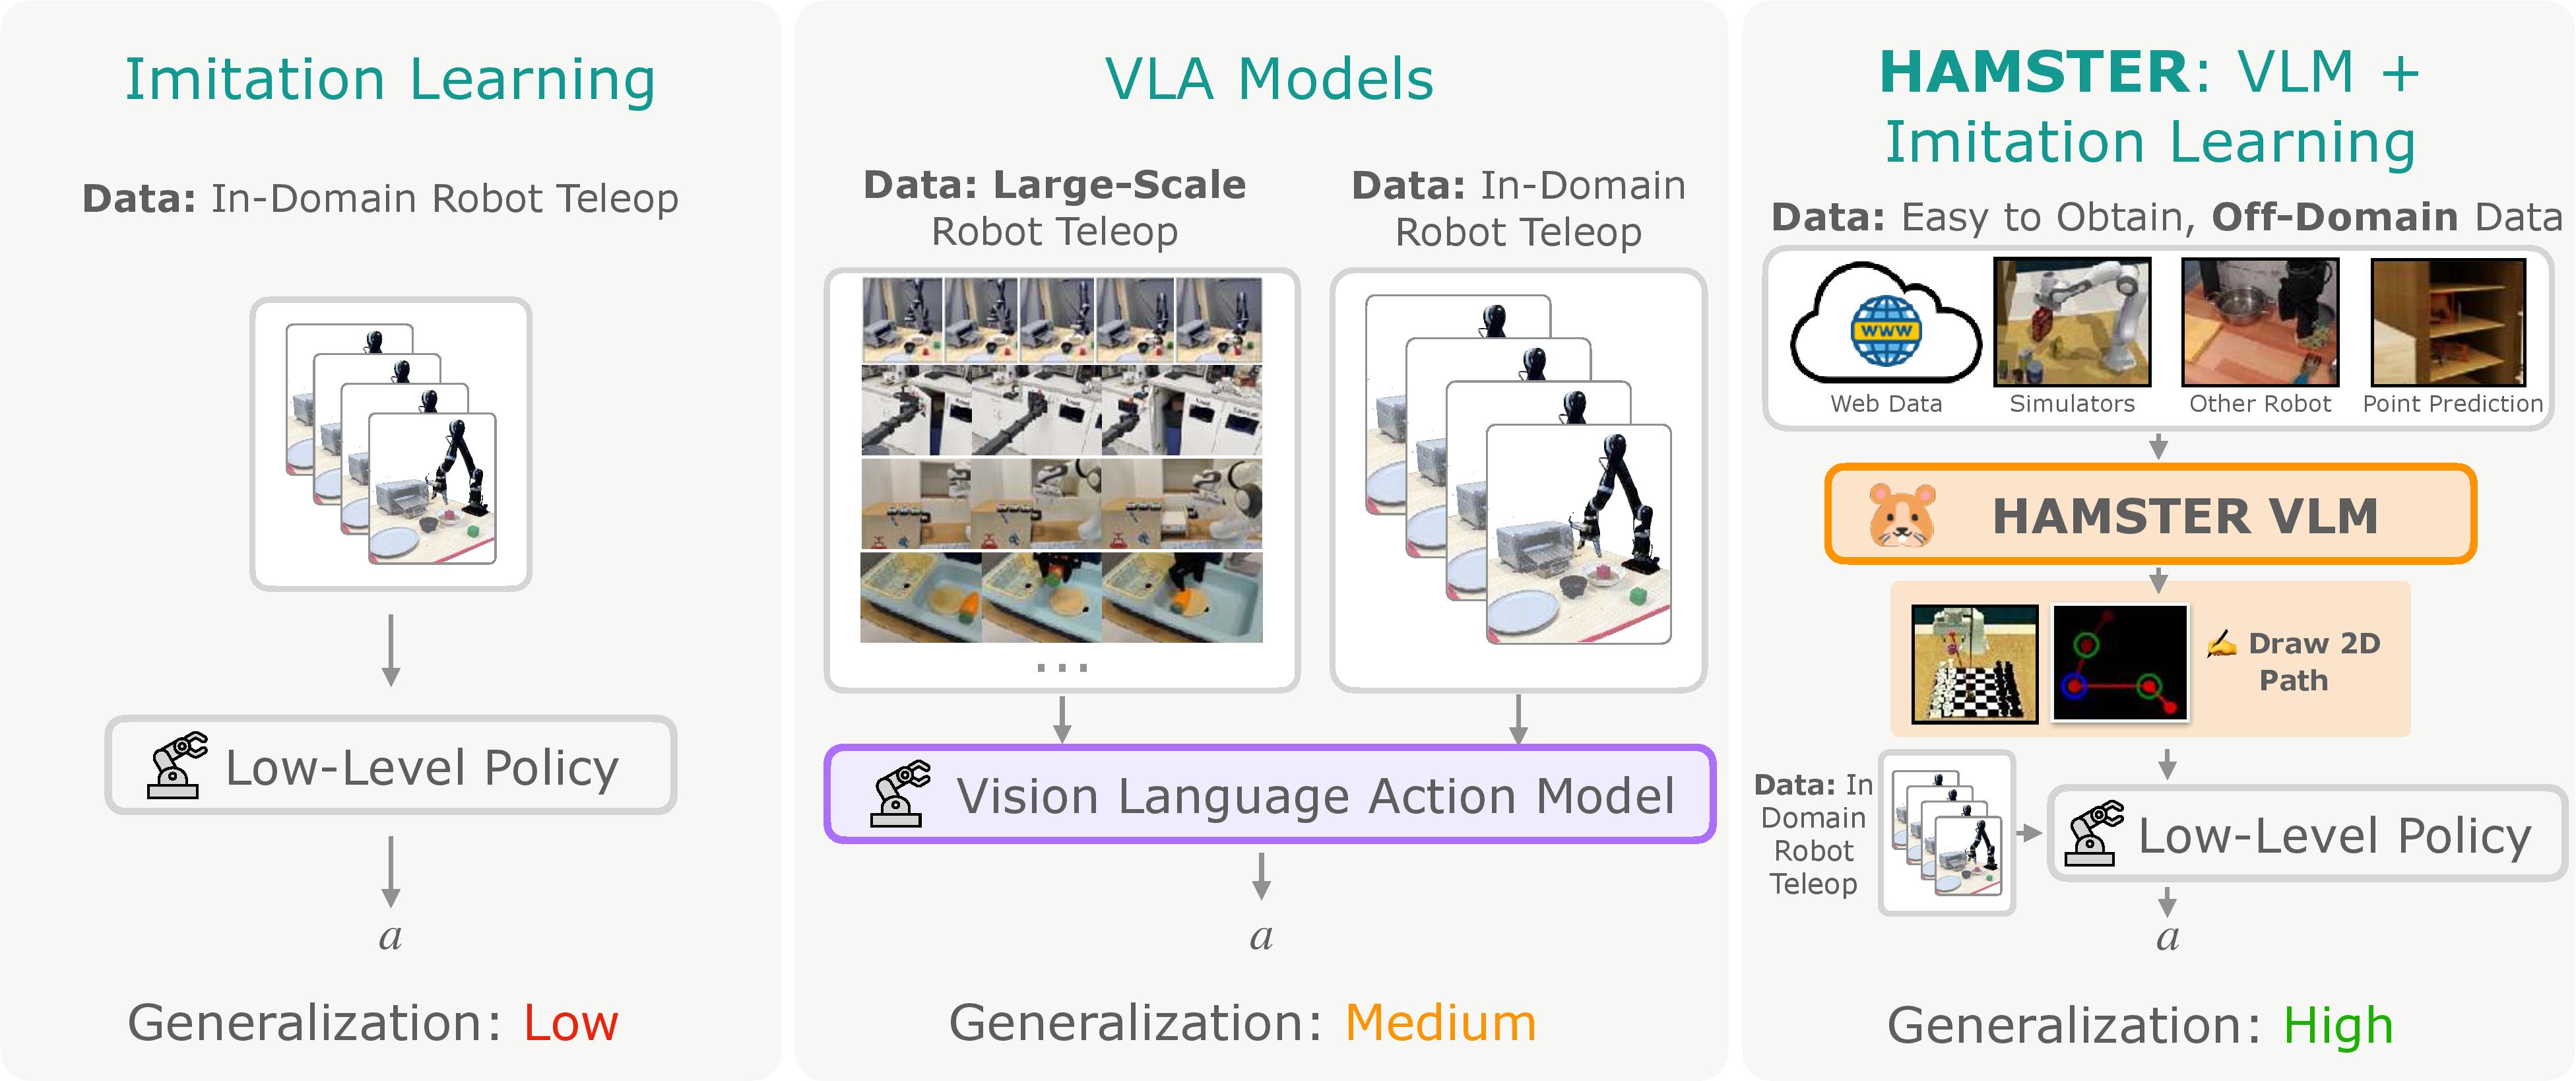 Imitation Learning
Data: In-Domain Robot Teleop
Low-Level Policy
a
Generalization: Low
VLA Models
Data: Large-Scale
Robot Teleop
Data: In-Domain
Robot Teleop
...
Vision Language Action Model
a
Generalization: Medium
HAMSTER: VLM +
Imitation Learning
Data: Easy to Obtain, Off-Domain Data
WWW
Web Data
Simulators
Other Robot
Point Prediction
HAMSTER VLM
Draw 2D
Path
Data: In
Domain
Robot
Teleop
Low-Level Policy
a
Generalization: High